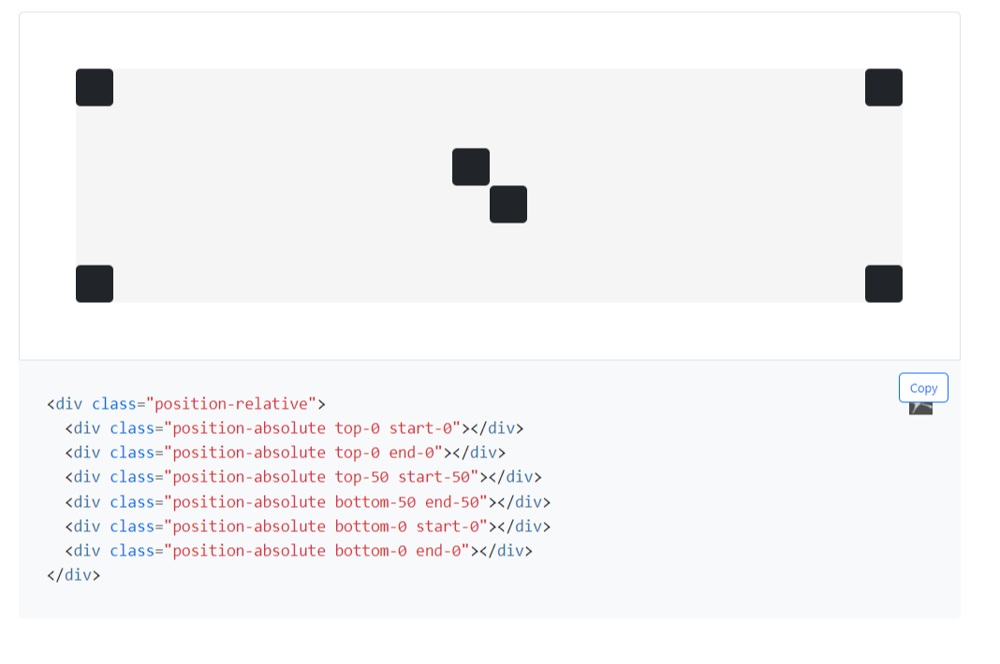 Copy
<div class="position-relative">
  <div class="position-absolute top-0 start-0"></div>
  <div class="position-absolute top-0 end-0"></div>
  <div class="position-absolute top-50 start-50"></div>
  <div class="position-absolute bottom-50 end-50"></div>
  <div class="position-absolute bottom-0 start-0"></div>
  <div class="position-absolute bottom-0 end-0"></div>
</div>